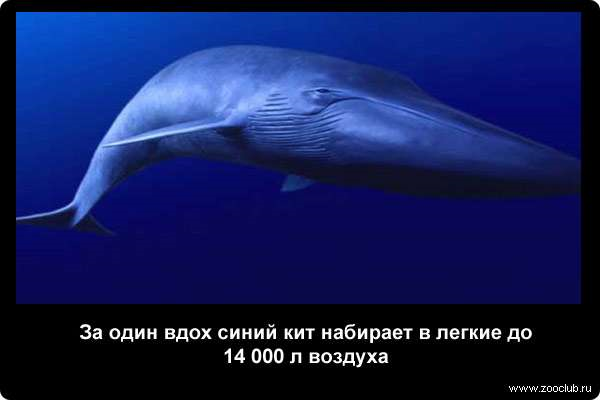 За один вдох синий кит набирает в легкие до
14 000 л воздуха
www.zooclub.ru